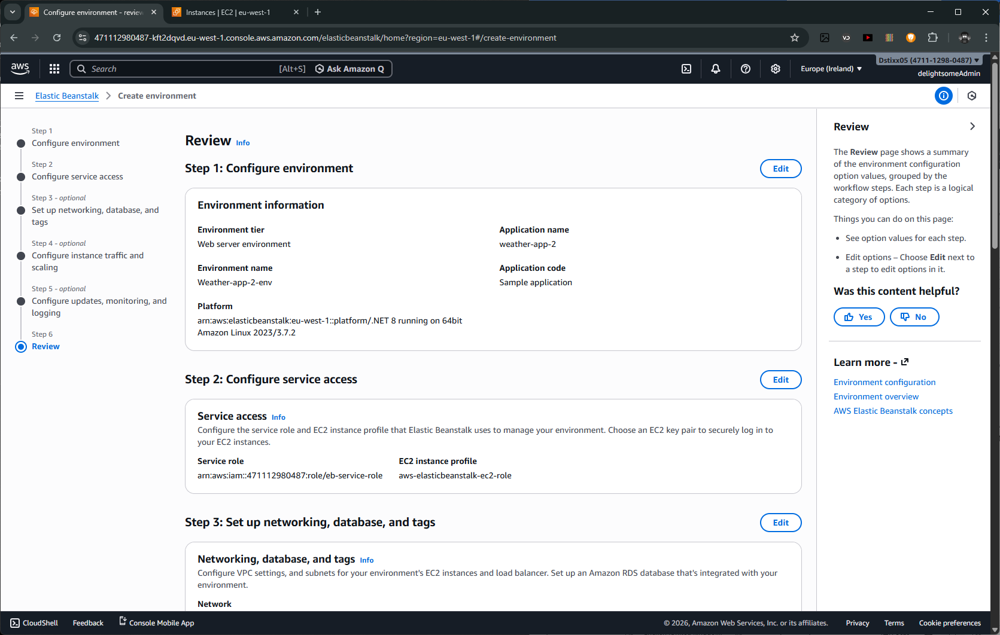 Configure environment - review
Instances | EC2 | eu-west-1
471112980487-kft2dqvd.eu-west-1.console.aws.amazon.com/elasticbeanstalk/home?region=eu-west-1#/create-environment
aws
Search
[Alt+S]
Ask Amazon Q
Europe (Ireland)
Dstixx05 (4711-1298-0487)
delightsomeAdmin
Elastic Beanstalk
Create environment
Step 1
Configure environment
Step 2
Configure service access
Step 3 - optional
Set up networking, database, and
tags
Step 4 - optional
Configure instance traffic and
scaling
Step 5 - optional
Configure updates, monitoring, and
logging
Step 6
Review
Review Info
Step 1: Configure environment
Edit
Environment information
Environment tier
Web server environment
Application name
weather-app-2
Environment name
Weather-app-2-env
Application code
Sample application
Platform
arn:aws:elasticbeanstalk:eu-west-1::platform/.NET 8 running on 64bit
Amazon Linux 2023/3.7.2
Step 2: Configure service access
Edit
Service access Info
Configure the service role and EC2 instance profile that Elastic Beanstalk uses to manage your environment. Choose an EC2 key pair to securely log in to
your EC2 instances.
Service role
arn:aws:iam::471112980487:role/eb-service-role
EC2 instance profile
aws-elasticbeanstalk-ec2-role
Step 3: Set up networking, database, and tags
Edit
Networking, database, and tags Info
Configure VPC settings, and subnets for your environment's EC2 instances and load balancer. Set up an Amazon RDS database that's integrated with your
environment.
Network
Review
The Review page shows a summary
of the environment configuration
option values, grouped by the
workflow steps. Each step is a logical
category of options.
Things you can do on this page:
• See option values for each step.
• Edit options – Choose Edit next to
a step to edit options in it.
Was this content helpful?
Yes
No
Learn more -
Environment configuration
Environment overview
AWS Elastic Beanstalk concepts
CloudShell
Feedback
Console Mobile App
© 2026, Amazon Web Services, Inc. or its affiliates.
Privacy
Terms
Cookie preferences